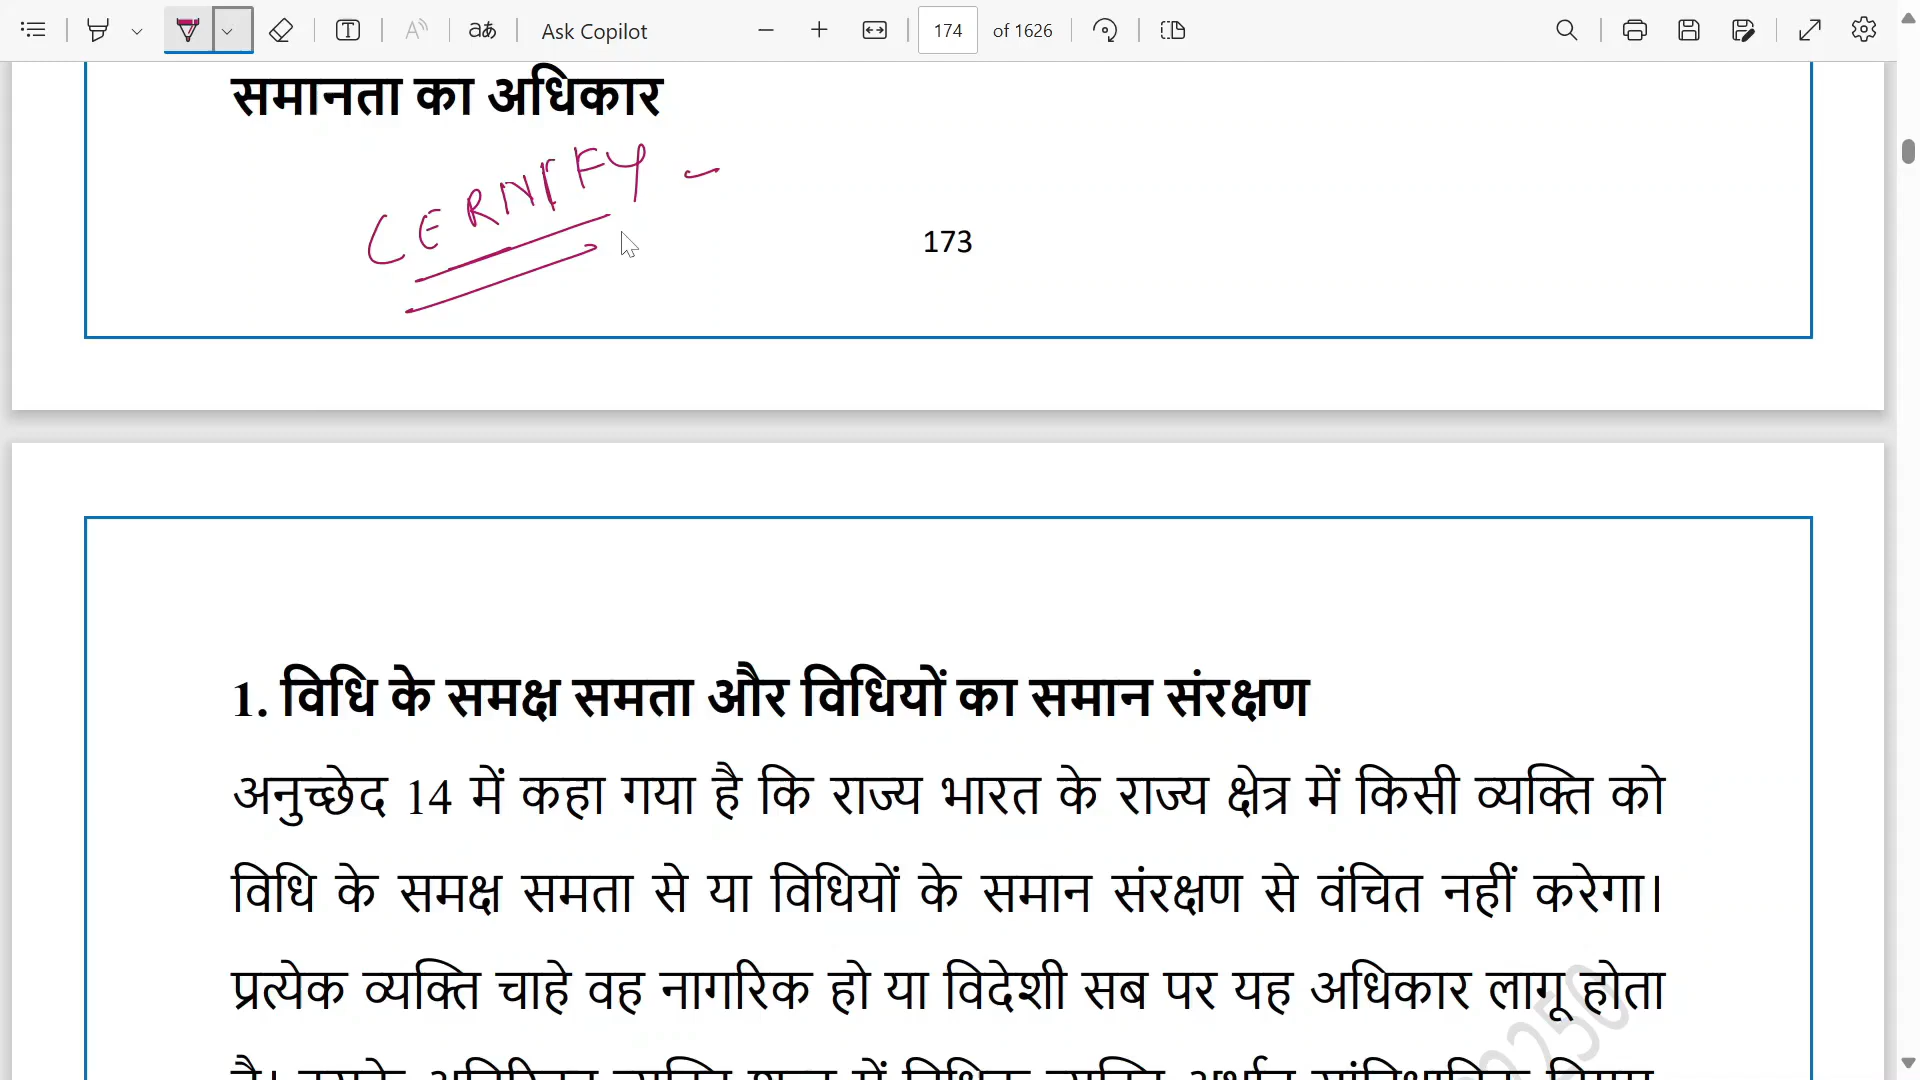 Ask Copilot
174 of 1626
समानता का अधिकार
CERNIFY -
173
1. विधि के समक्ष समता और विधियों का समान संरक्षण
अनुच्छेद 14 में कहा गया है कि राज्य भारत के राज्य क्षेत्र में किसी व्यक्ति को
विधि के समक्ष समता से या विधियों के समान संरक्षण से वंचित नहीं करेगा।
प्रत्येक व्यक्ति चाहे वह नागरिक हो या विदेशी सब पर यह अधिकार लागू होता